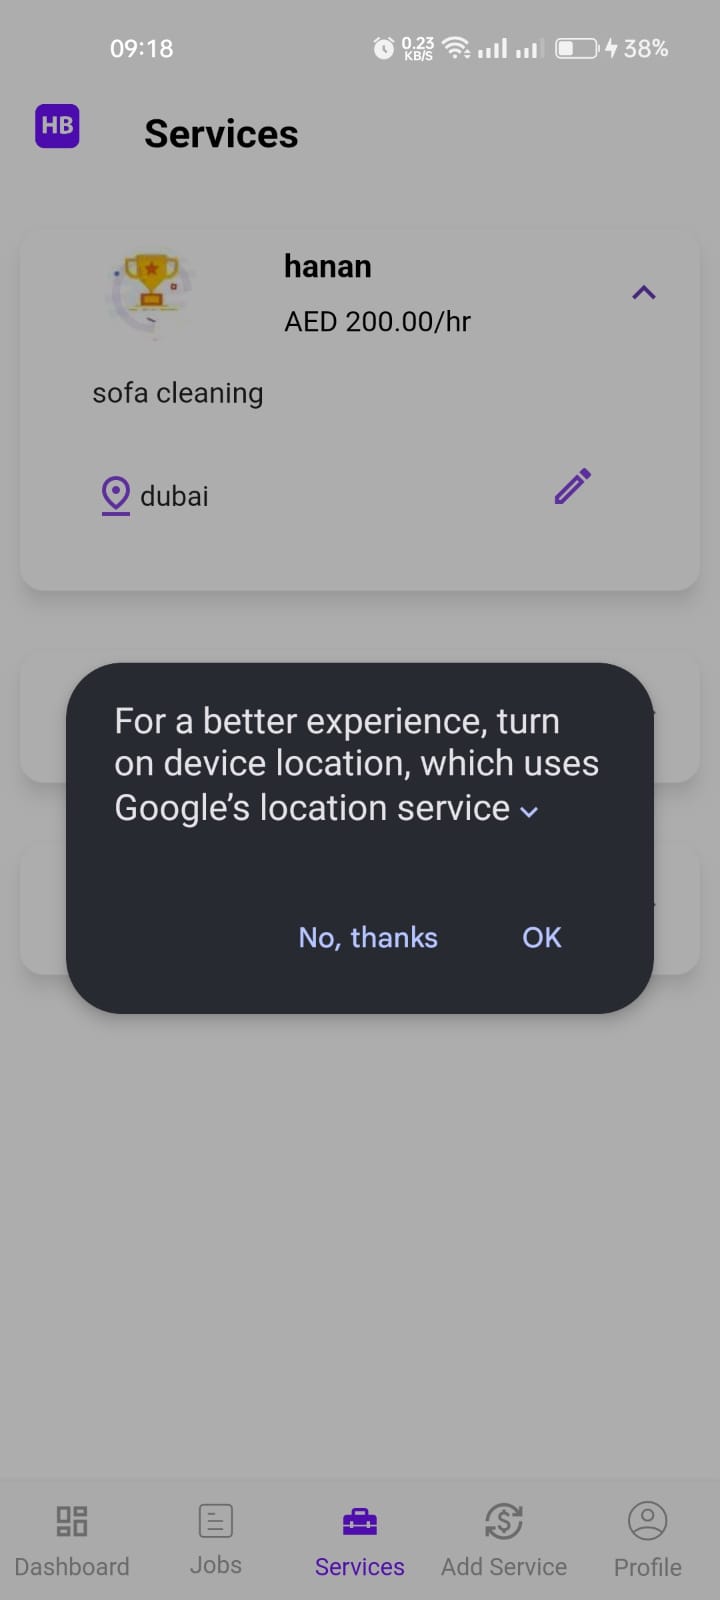 09:18
0.23
KB/S
38%
HB
Services
hanan
AED 200.00/hr
sofa cleaning
dubai
For a better experience, turn
on device location, which uses
Google's location service
No, thanks
OK
Dashboard
Jobs
Services
Add Service
Profile